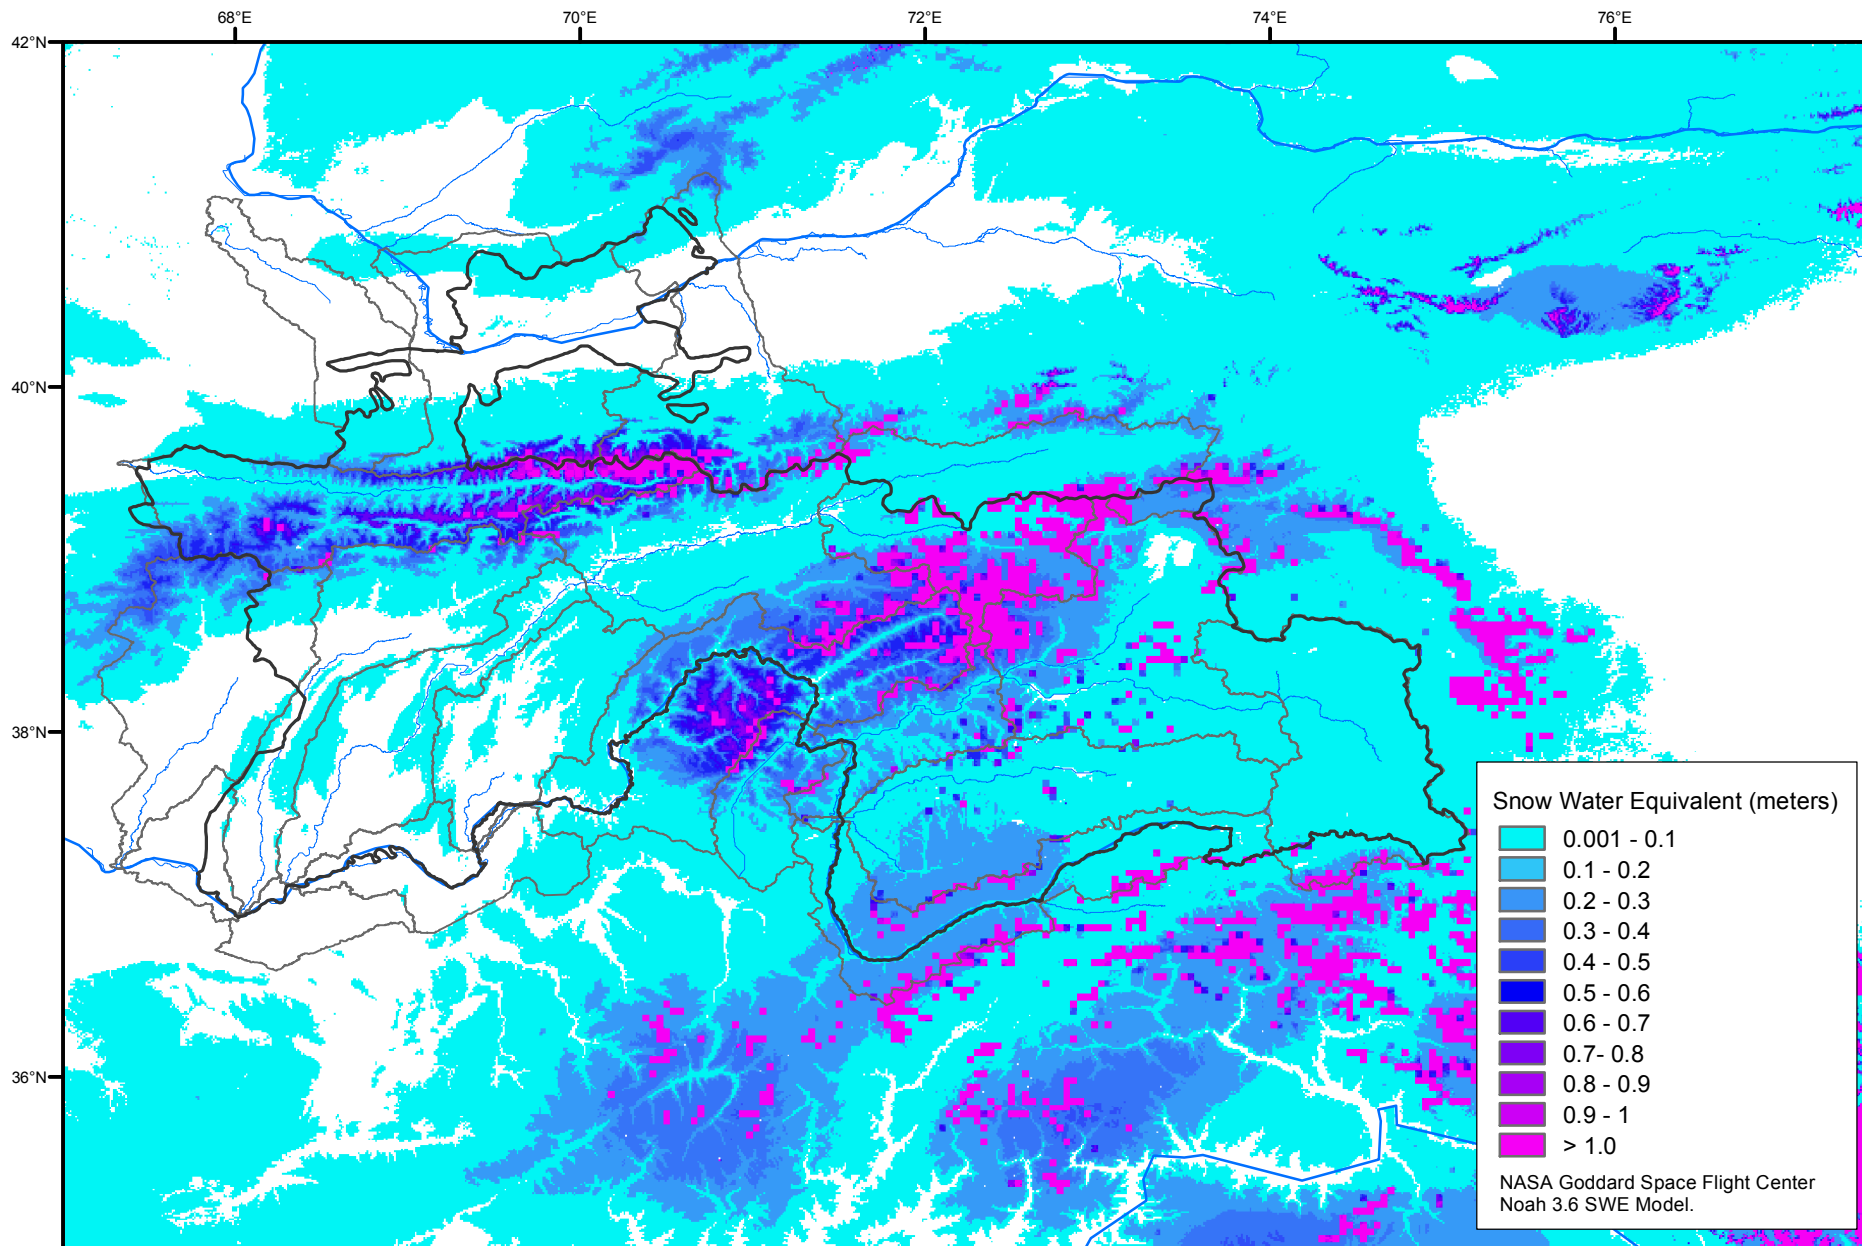 68°E 70°E 72°E 74°E 76°E
42°N
40°N
38°N
36°N
Snow Water Equivalent (meters)
0.001 - 0.1
0.1 - 0.2
0.2 - 0.3
0.3 - 0.4
0.4 - 0.5
0.5 - 0.6
0.6 - 0.7
0.7- 0.8
0.8 - 0.9
0.9 - 1
> 1.0
NASA Goddard Space Flight Center
Noah 3.6 SWE Model.